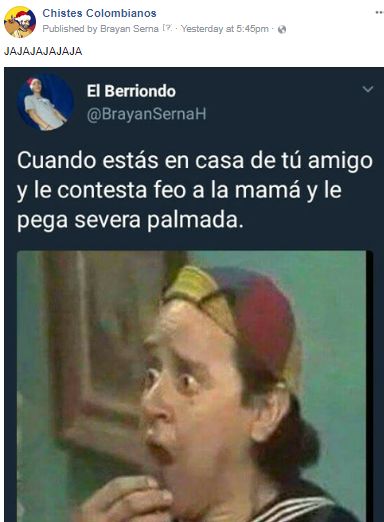 Chistes Colombianos
Published by Brayan Serna [?] · Yesterday at 5:45pm ·
JAJAJAJAJAJA
El Berriondo
@BrayanSernaH
Cuando estás en casa de tú amigo
y le contesta feo a la mamá y le
pega severa palmada.